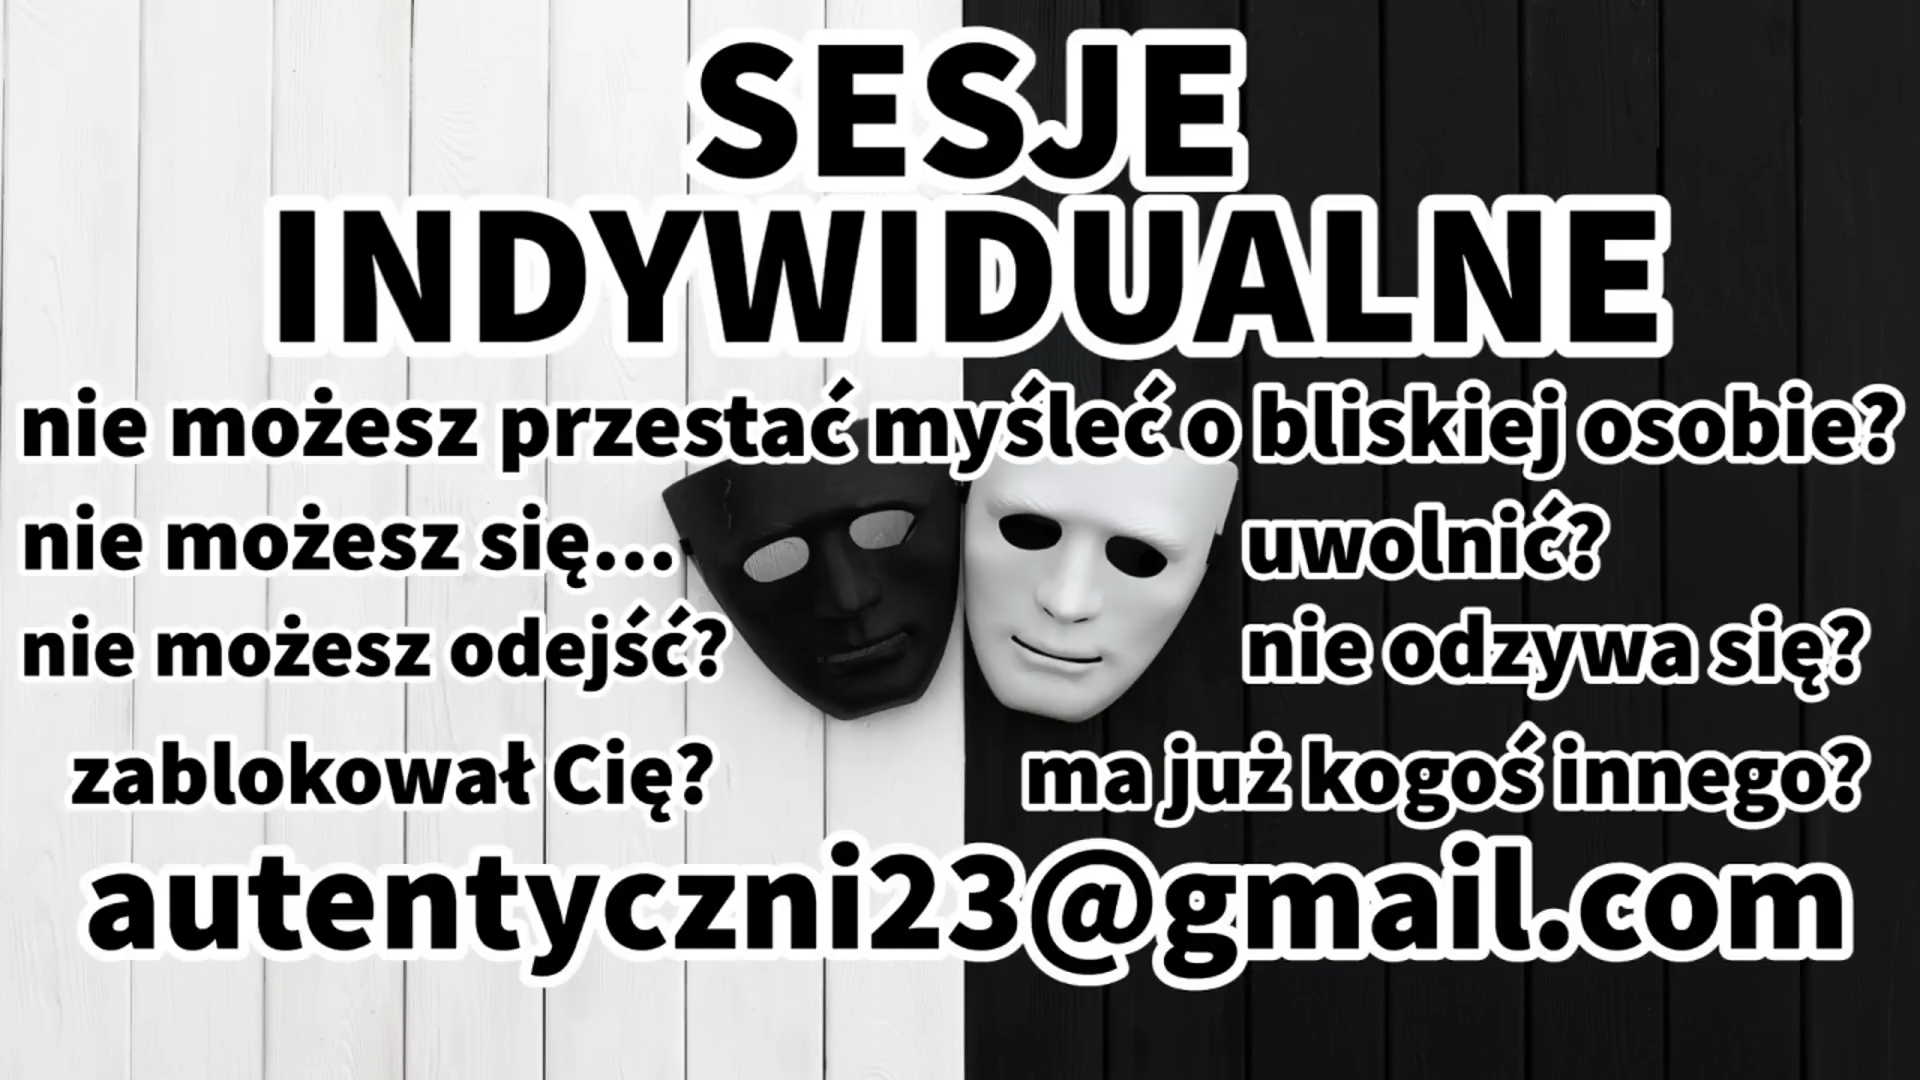 SESJE
INDYWIDUALNE
nie możesz przestać myśleć o bliskiej osobie?
nie możesz się... uwolnić?
nie możesz odejść? nie odzywa się?
zablokował Cię? ma już kogoś innego?
autentyczni23@gmail.com